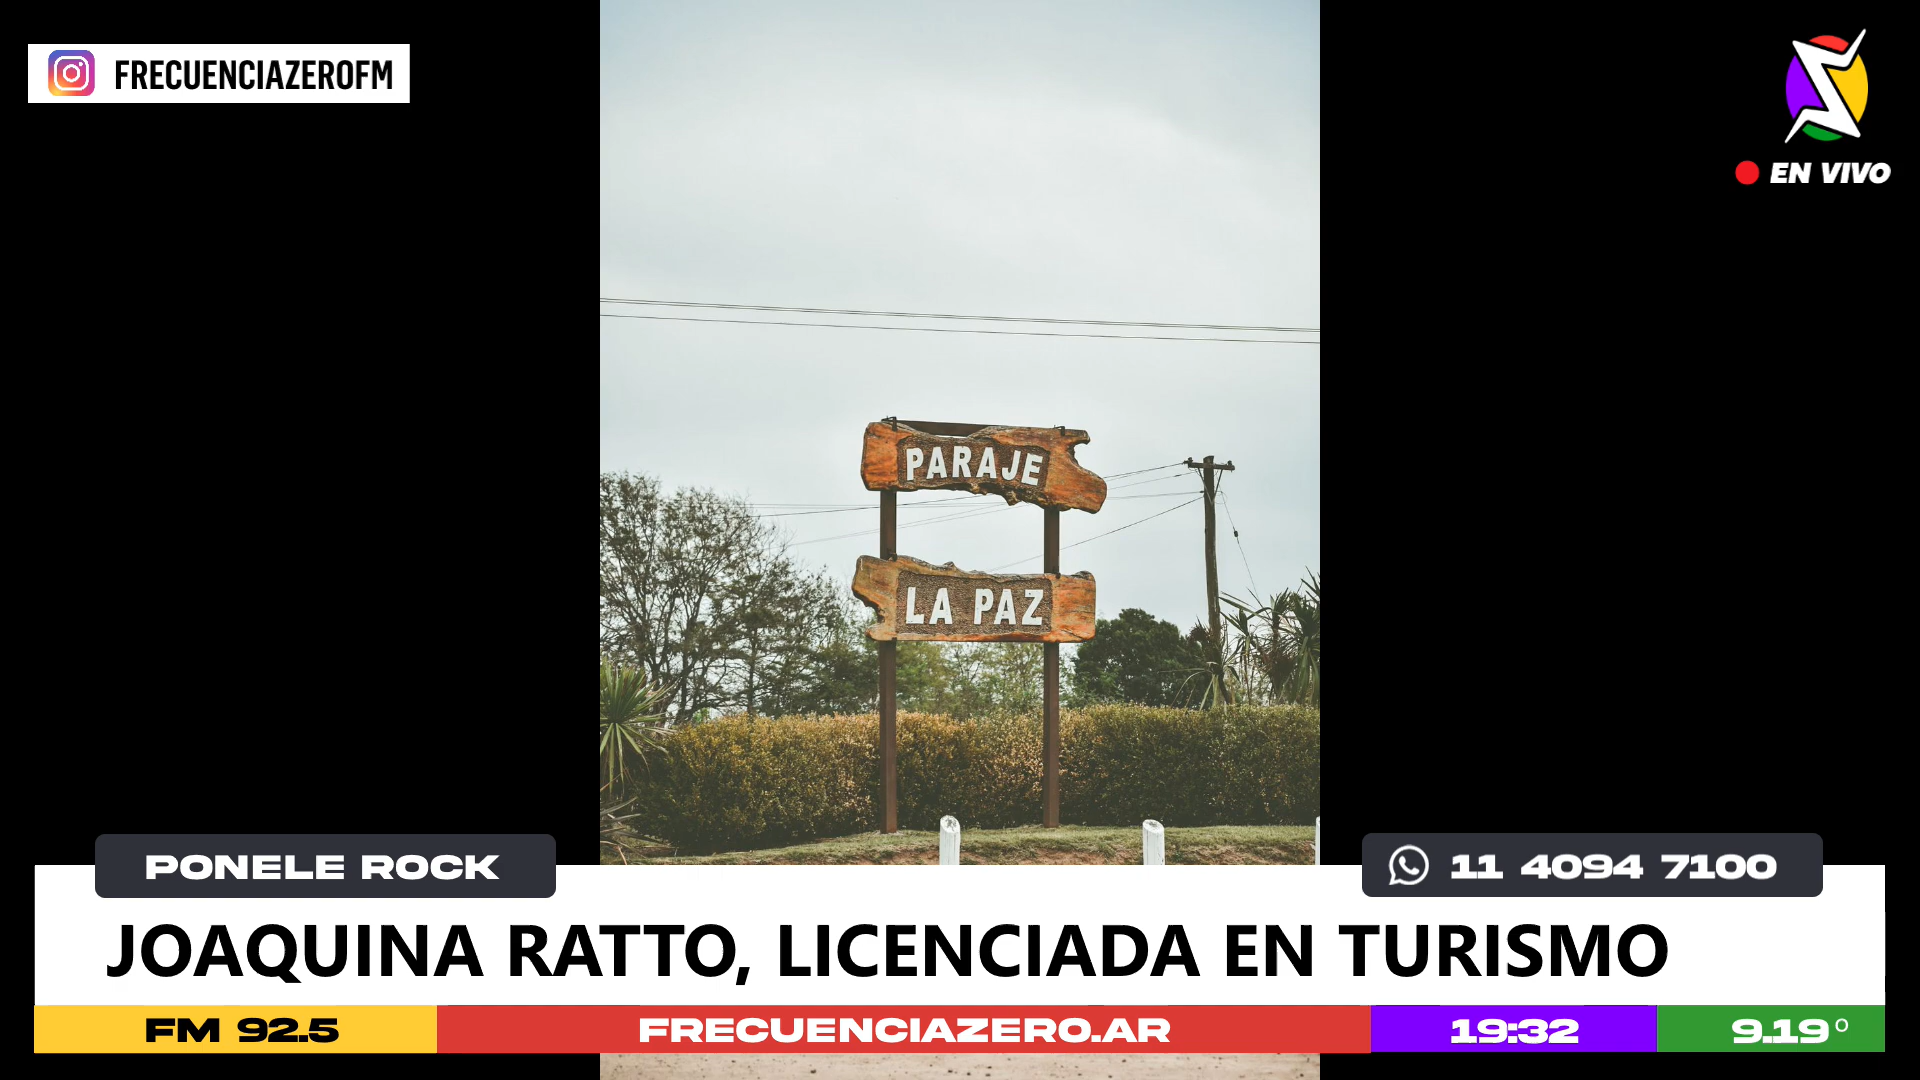 FRECUENCIAZEROFM
EN VIVO
PARAJE
LA PAZ
PONELE ROCK
11 4094 7100
JOAQUINA RATTO, LICENCIADA EN TURISMO
FM 92.5
FRECUENCIAZERO.AR
19:32
9.19°